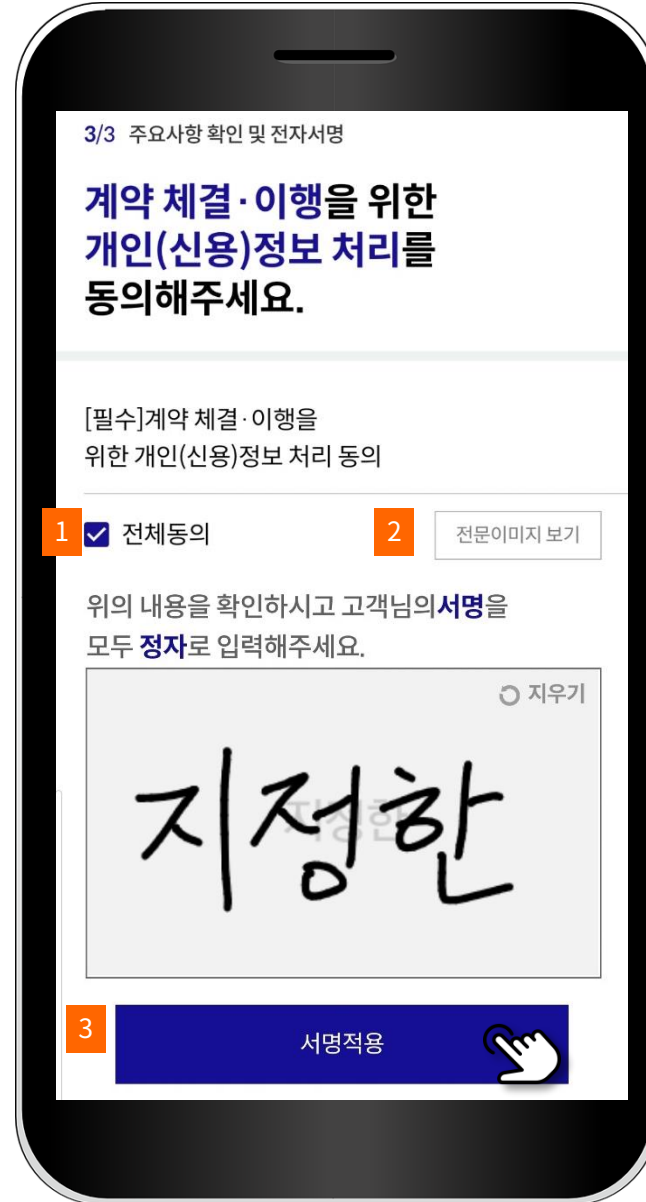 3/3 주요사항 확인 및 전자서명
계약 체결·이행을 위한
개인(신용)정보 처리를
동의해주세요.
[필수]계약 체결·이행을
위한 개인(신용)정보 처리 동의
1 전체동의 2 전문이미지 보기
위의 내용을 확인하시고 고객님의서명을
모두 정자로 입력해주세요.
지우기
지정한
지정한
3 서명적용